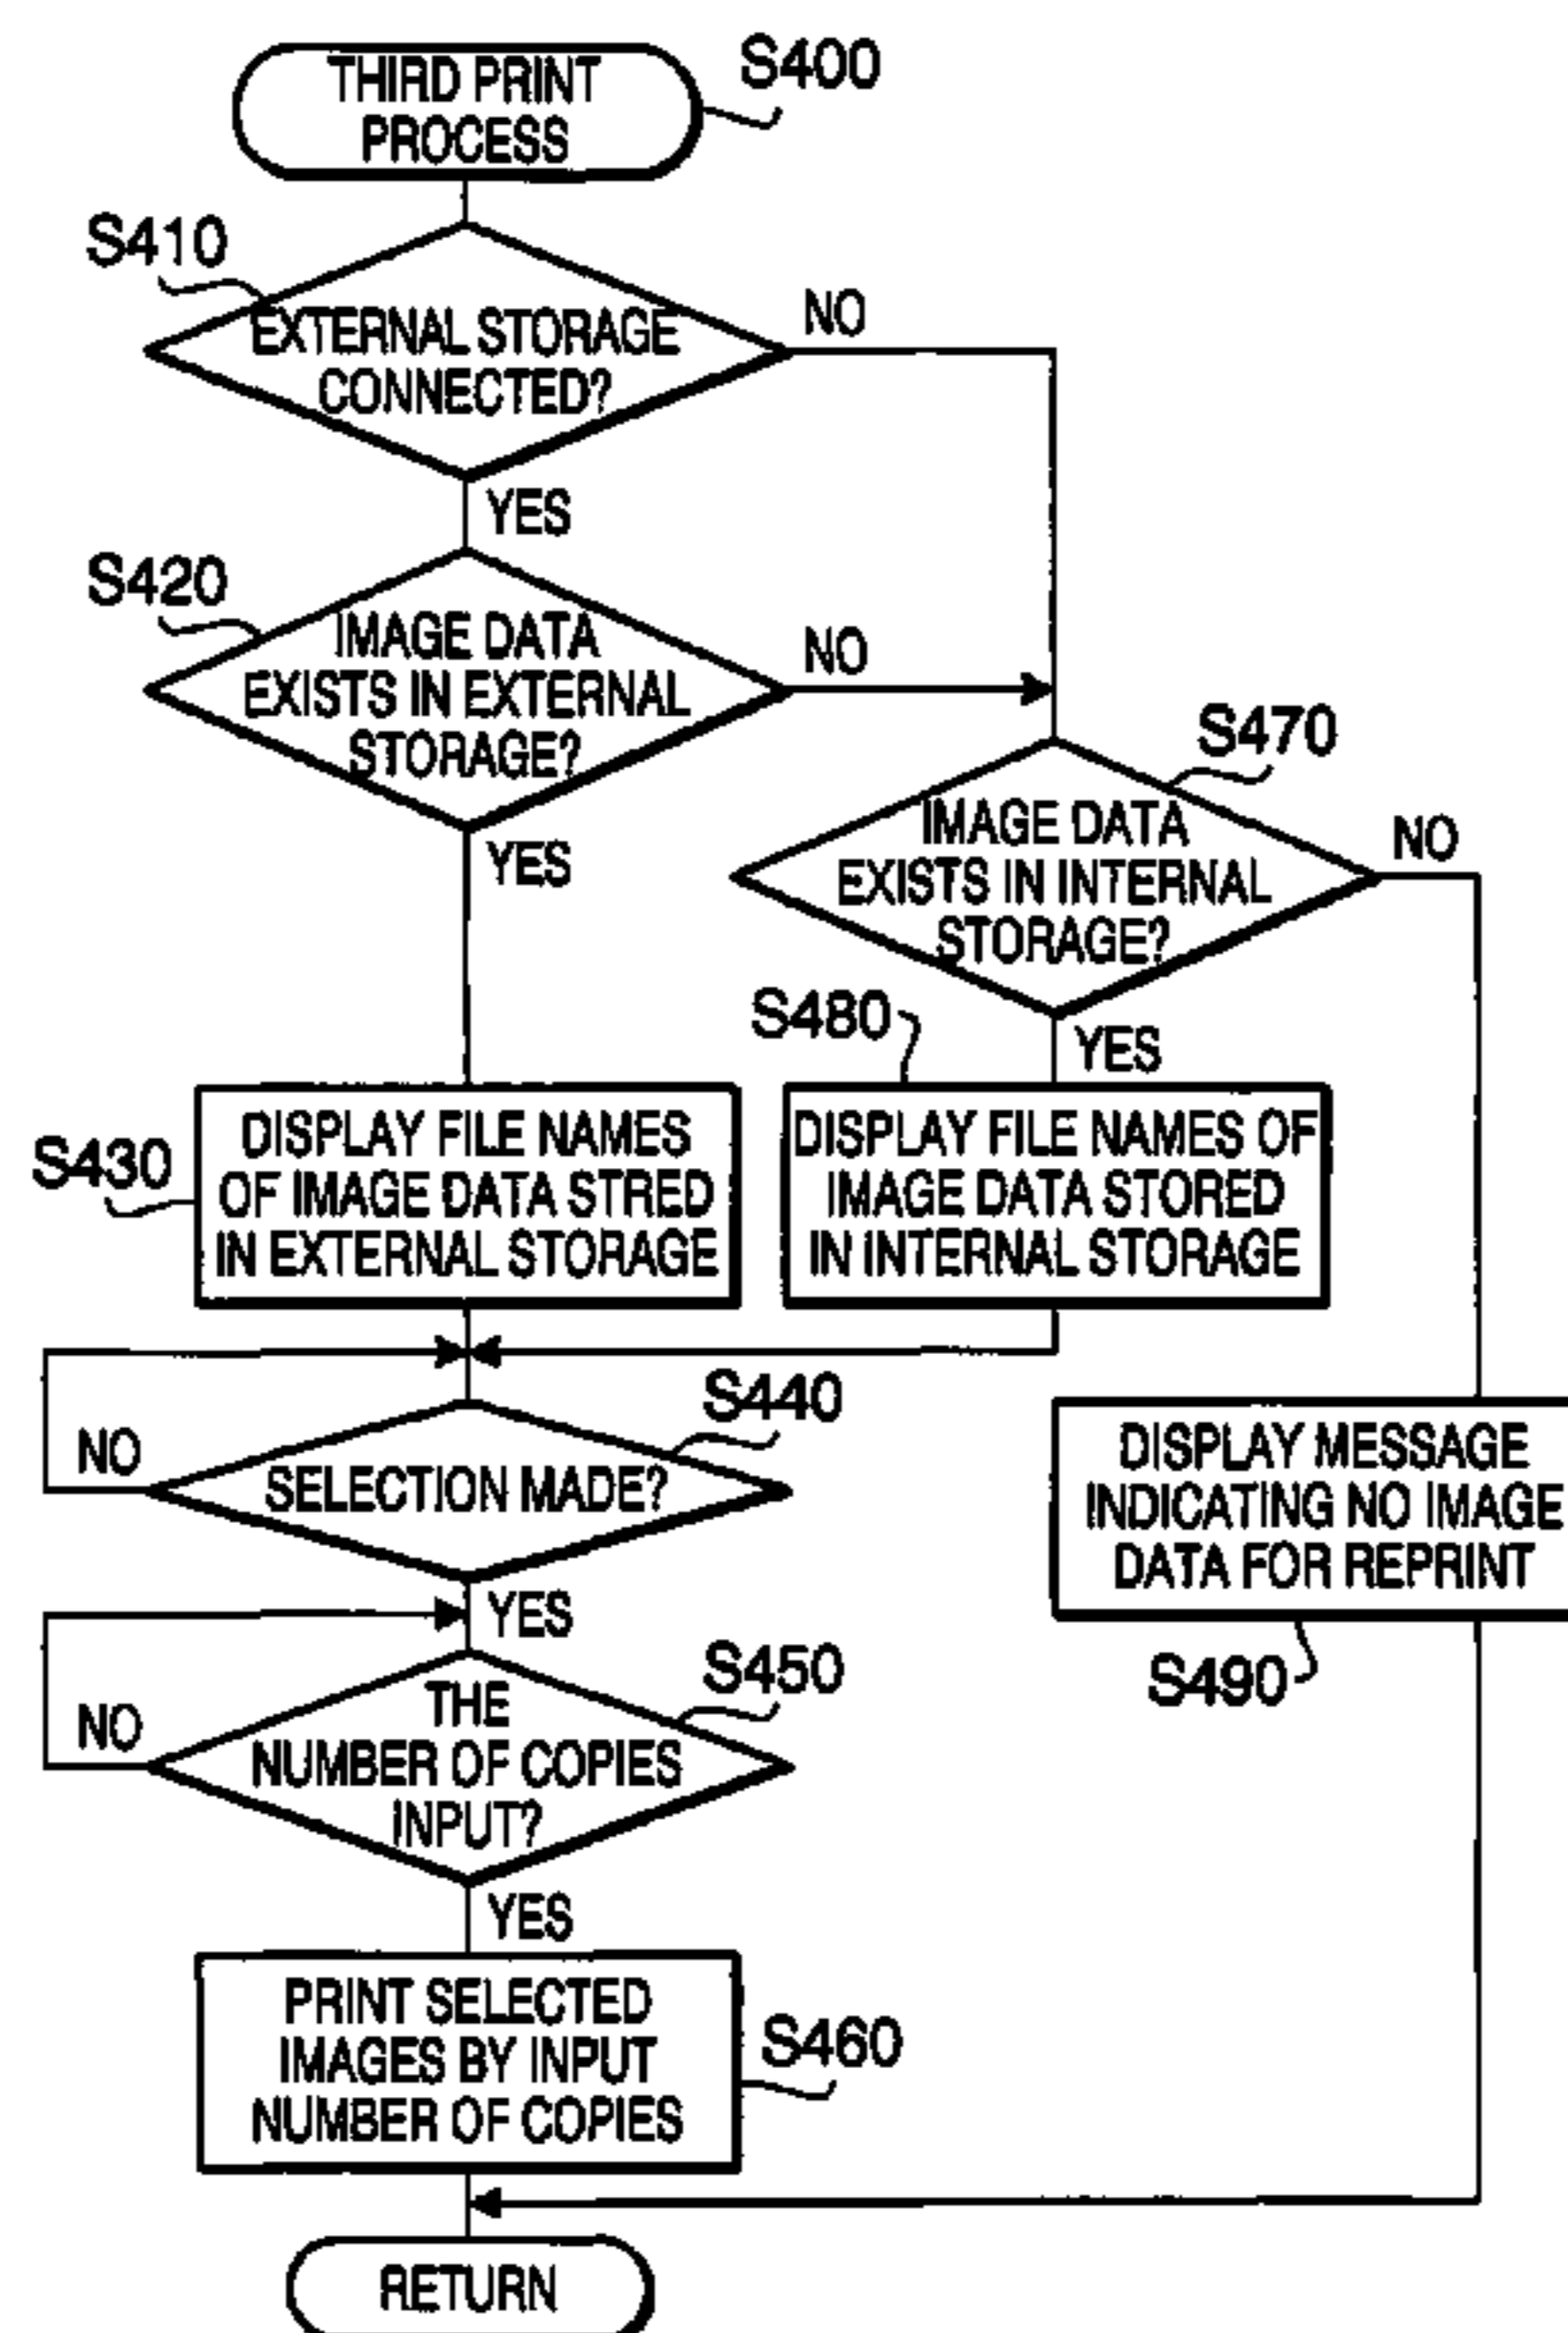 THIRD PRINT
PROCESS
S400
S410
EXTERNAL STORAGE
CONNECTED?
NO
YES
S420
IMAGE DATA
EXISTS IN EXTERNAL
STORAGE?
NO
YES
S470
IMAGE DATA
EXISTS IN INTERNAL
STORAGE?
NO
YES
S430
DISPLAY FILE NAMES
OF IMAGE DATA STRED
IN EXTERNAL STORAGE
S480
DISPLAY FILE NAMES OF
IMAGE DATA STORED
IN INTERNAL STORAGE
S440
SELECTION MADE?
NO
YES
DISPLAY MESSAGE
INDICATING NO IMAGE
DATA FOR REPRINT
S490
S450
THE
NUMBER OF COPIES
INPUT?
NO
YES
PRINT SELECTED
IMAGES BY INPUT
NUMBER OF COPIES
S460
RETURN